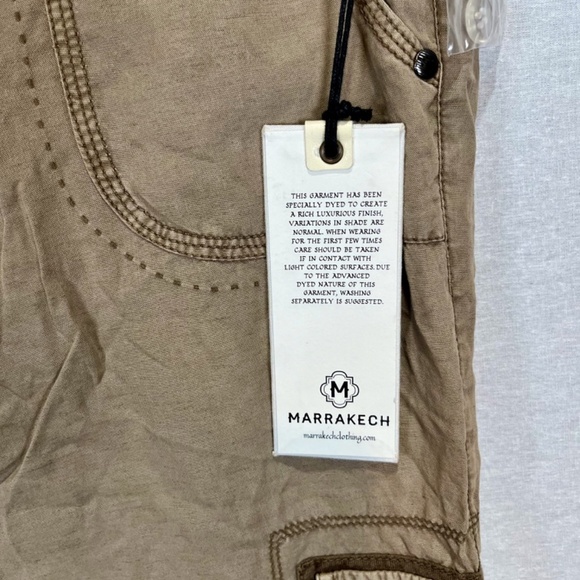 THIS GARMENT HAS BEEN
SPECIALLY DYED TO CREATE
A RICH LUXURIOUS FINISH,
VARIATIONS IN SHADE ARE
NORMAL. WHEN WEARING
FOR THE FIRST FEW TIMES
CARE SHOULD BE TAKEN
IF IN CONTACT WITH
LIGHT COLORED SURFACES. DUE
TO THE ADVANCED
DYED NATURE OF THIS
GARMENT, WASHING
SEPARATELY IS SUGGESTED.
M
MARRAKECH
marrakechclothing.com